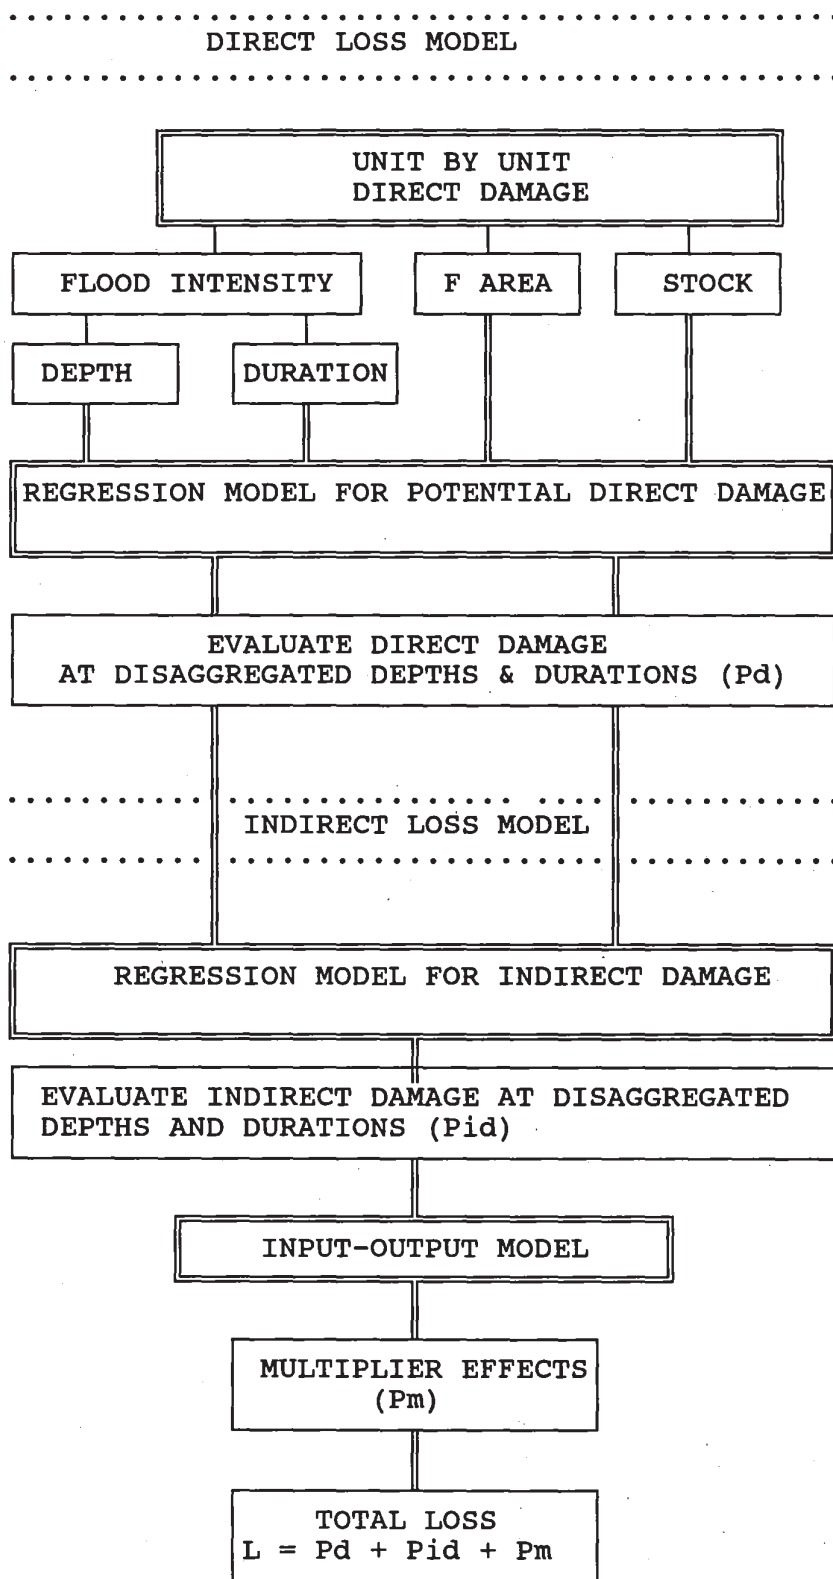 DIRECT LOSS MODEL
UNIT BY UNIT
DIRECT DAMAGE
FLOOD INTENSITY
F AREA
STOCK
DEPTH
DURATION
REGRESSION MODEL FOR POTENTIAL DIRECT DAMAGE
EVALUATE DIRECT DAMAGE
AT DISAGGREGATED DEPTHS & DURATIONS (Pd)
INDIRECT LOSS MODEL
REGRESSION MODEL FOR INDIRECT DAMAGE
EVALUATE INDIRECT DAMAGE AT DISAGGREGATED
DEPTHS AND DURATIONS (Pid)
INPUT-OUTPUT MODEL
MULTIPLIER EFFECTS
(Pm)
TOTAL LOSS
L = Pd + Pid + Pm